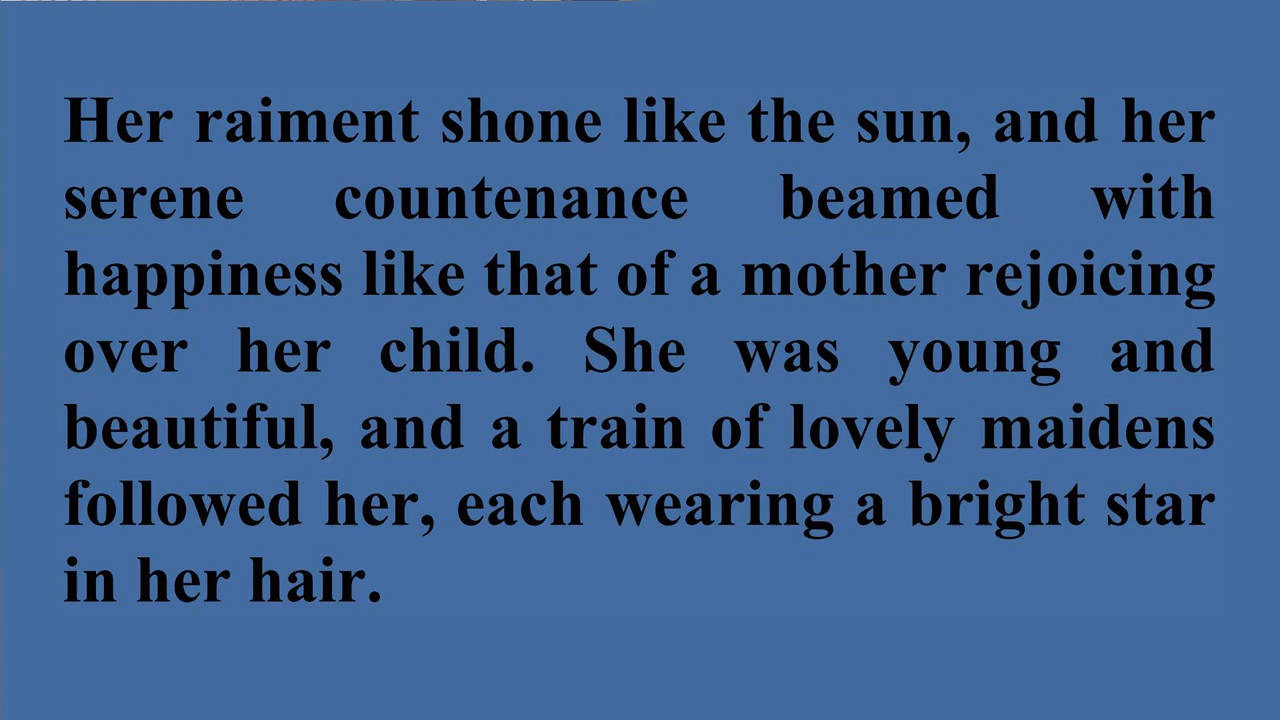 Her raiment shone like the sun, and her
serene countenance beamed with
happiness like that of a mother rejoicing
over her child. She was young and
beautiful, and a train of lovely maidens
followed her, each wearing a bright star
in her hair.